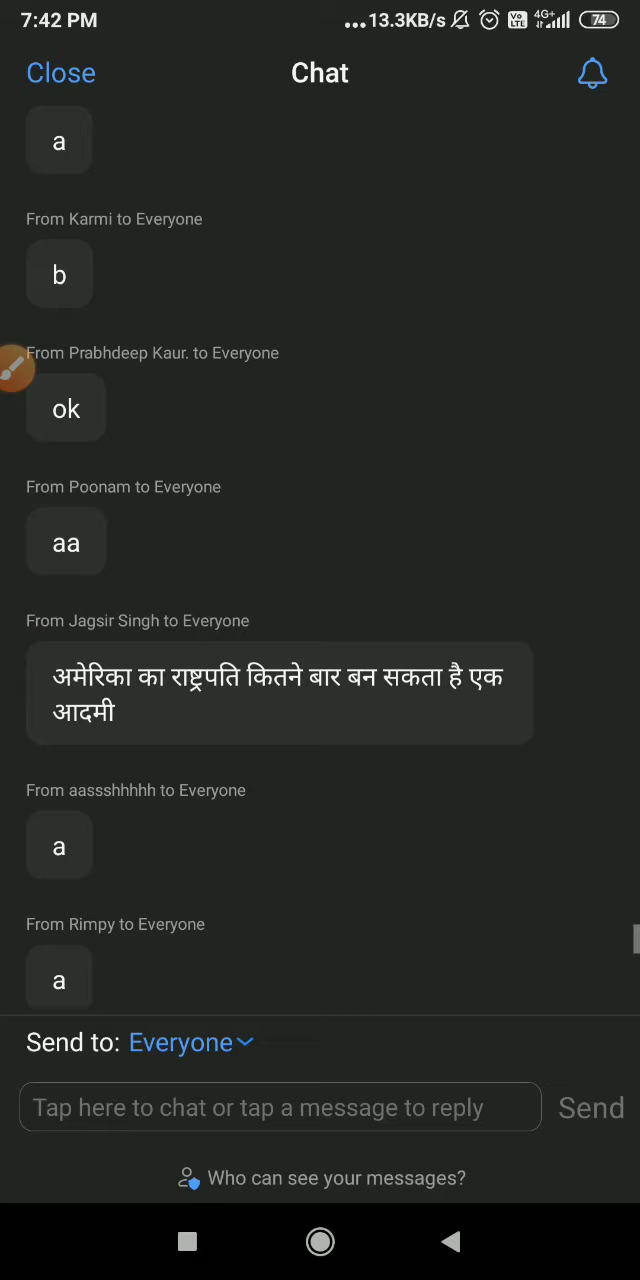 7:42 PM
...13.3KB/s Vo LTE 4G+ 74
Close Chat
a
From Karmi to Everyone
b
From Prabhdeep Kaur. to Everyone
ok
From Poonam to Everyone
aa
From Jagsir Singh to Everyone
अमेरिका का राष्ट्रपति कितने बार बन सकता है एक
आदमी
From aassshhhhh to Everyone
a
From Rimpy to Everyone
a
Send to: Everyone
Tap here to chat or tap a message to reply Send
Who can see your messages?